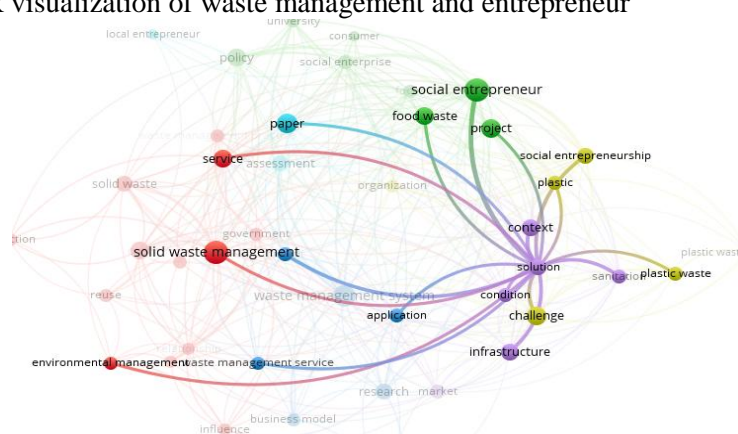 visualization of waste management and entrepreneur
university
local entrepreneur
consumer
policy
social enterprise
social entrepreneur
food waste
paper
project
service
assessment
social entrepreneurship
solid waste
organization
plastic
context
government
solid waste management
solution
sanitation
plastic waste
reuse
waste management system
condition
application
challenge
infrastructure
environmental management
waste management service
research
market
business model
influence